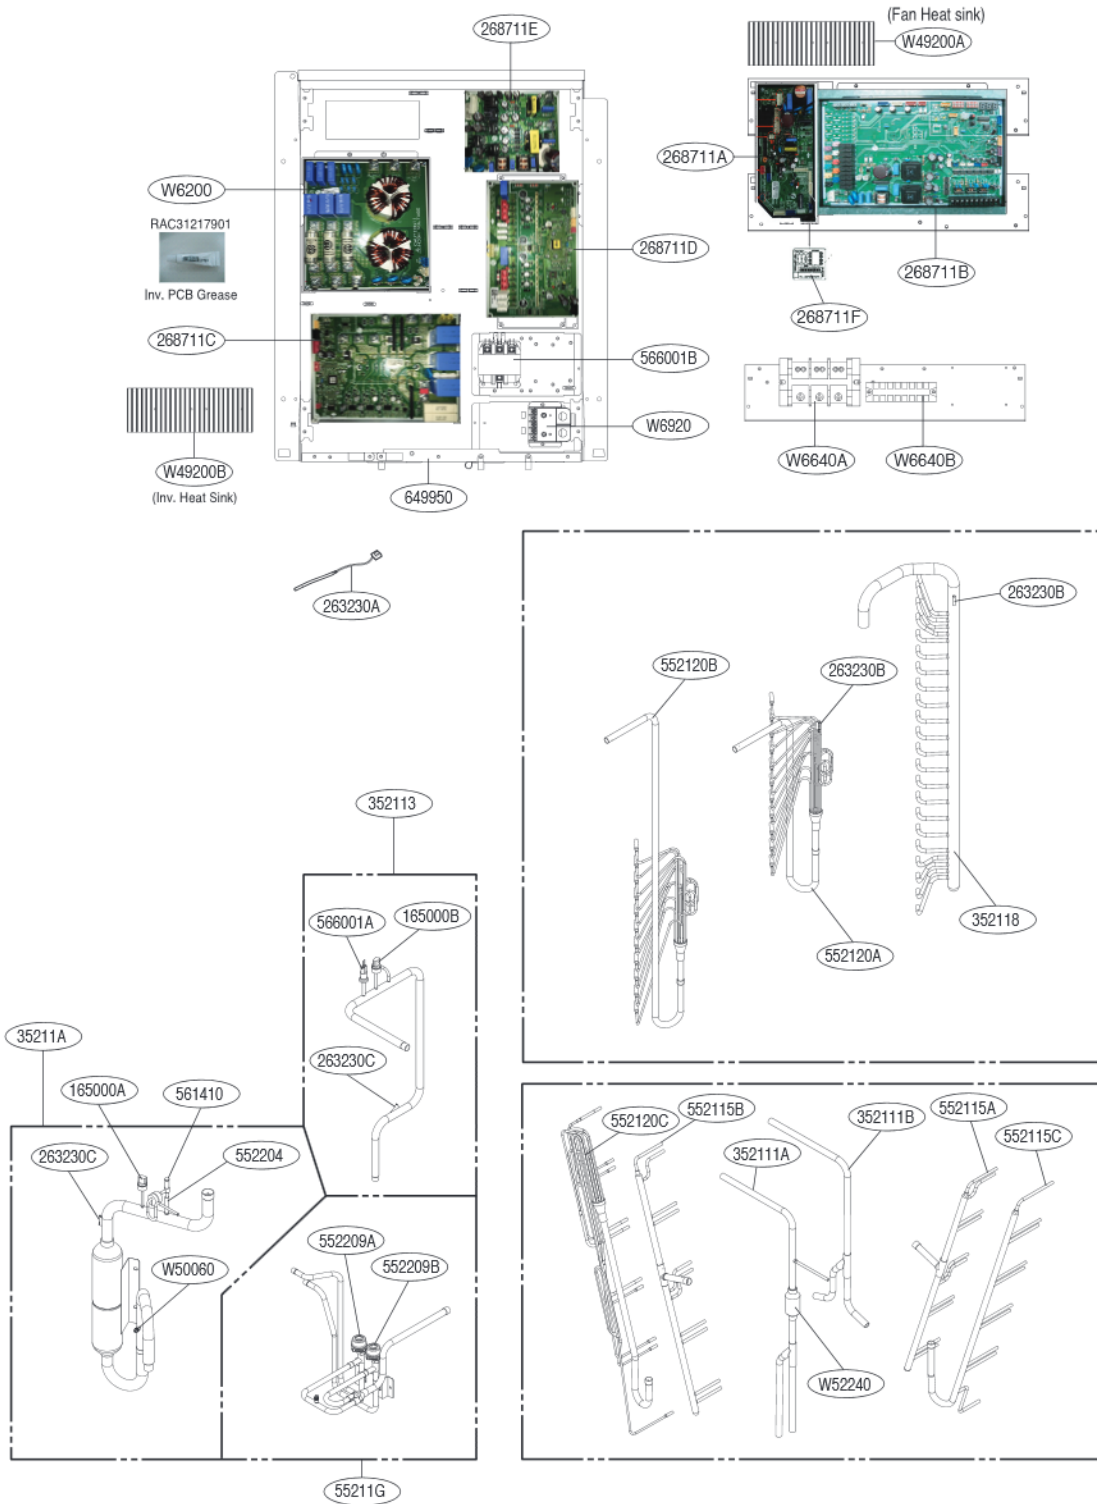 (Fan Heat sink)
268711E
W49200A
268711A
W6200
RAC31217901
268711D
Inv. PCB Grease
268711B
268711F
268711C
566001B
W6920
W49200B
(Inv. Heat Sink)
W6640A
W6640B
649950
263230A
263230B
552120B
263230B
352113
566001A
165000B
352118
552120A
35211A
263230C
165000A
561410
263230C
552204
552120C
552115B
352111A
352111B
552115A
552115C
W50060
552209A
552209B
W52240
55211G